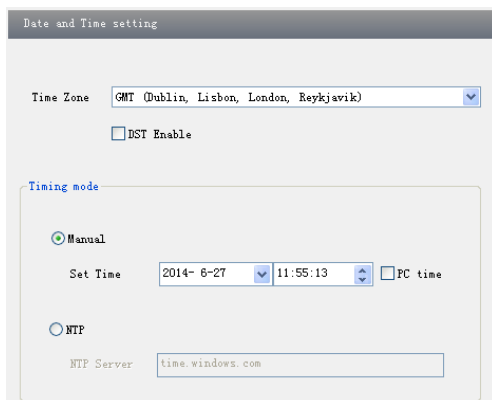 Date and Time setting
Time Zone GMT (Dublin, Lisbon, London, Reykjavik)
DST Enable
Timing mode
Manual
Set Time 2014- 6-27 11:55:13 PC time
NTP
NTP Server time.windows.com